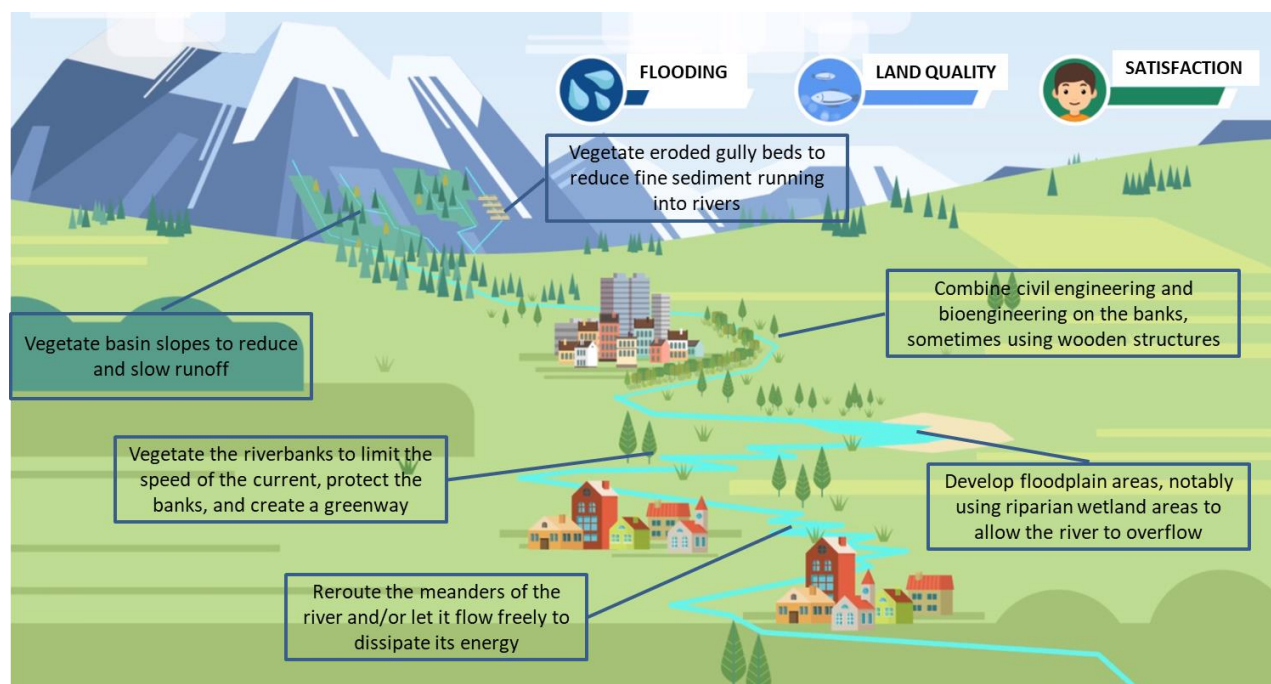 FLOODING
LAND QUALITY
SATISFACTION
Vegetate eroded gully beds to
reduce fine sediment running
into rivers
Combine civil engineering and
bioengineering on the banks,
sometimes using wooden structures
Vegetate basin slopes to reduce
and slow runoff
Vegetate the riverbanks to limit the
speed of the current, protect the
banks, and create a greenway
Develop floodplain areas, notably
using riparian wetland areas to
allow the river to overflow
Reroute the meanders of the
river and/or let it flow freely to
dissipate its energy